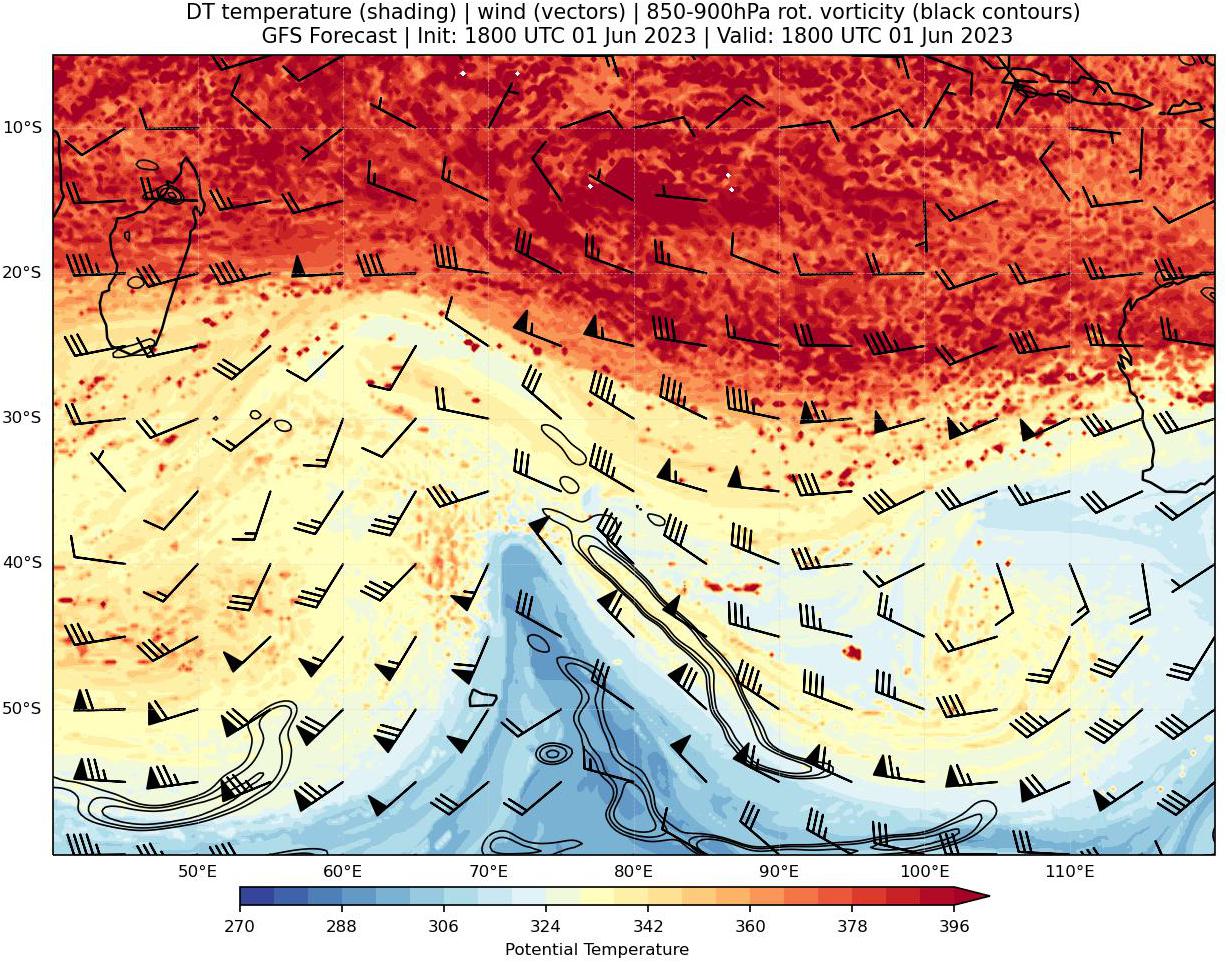 DT temperature (shading) | wind (vectors) | 850-900hPa rot. vorticity (black contours)
GFS Forecast | Init: 1800 UTC 01 Jun 2023 | Valid: 1800 UTC 01 Jun 2023
10°S
20°S
30°S
40°S
50°S
50°E 60°E 70°E 80°E 90°E 100°E 110°E
270 288 306 324 342 360 378 396
Potential Temperature